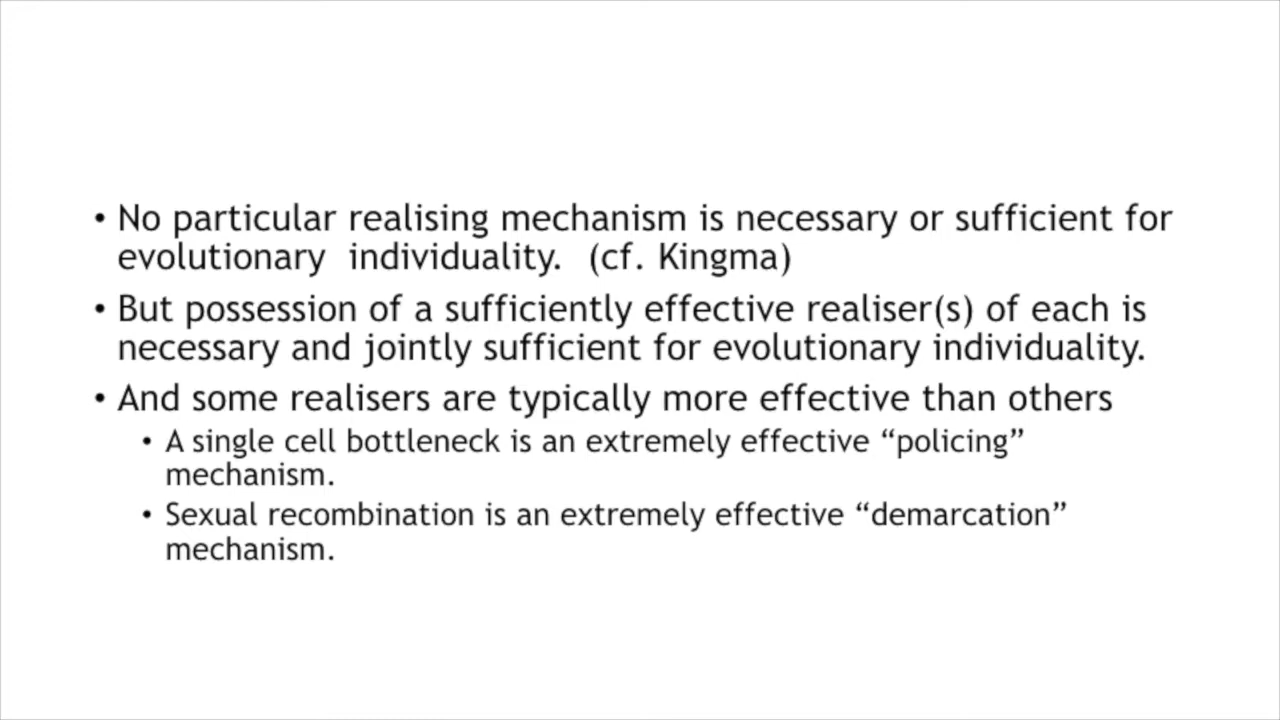 • No particular realising mechanism is necessary or sufficient for
evolutionary  individuality.  (cf. Kingma)
• But possession of a sufficiently effective realiser(s) of each is
necessary and jointly sufficient for evolutionary individuality.
• And some realisers are typically more effective than others
• A single cell bottleneck is an extremely effective “policing”
mechanism.
• Sexual recombination is an extremely effective “demarcation”
mechanism.